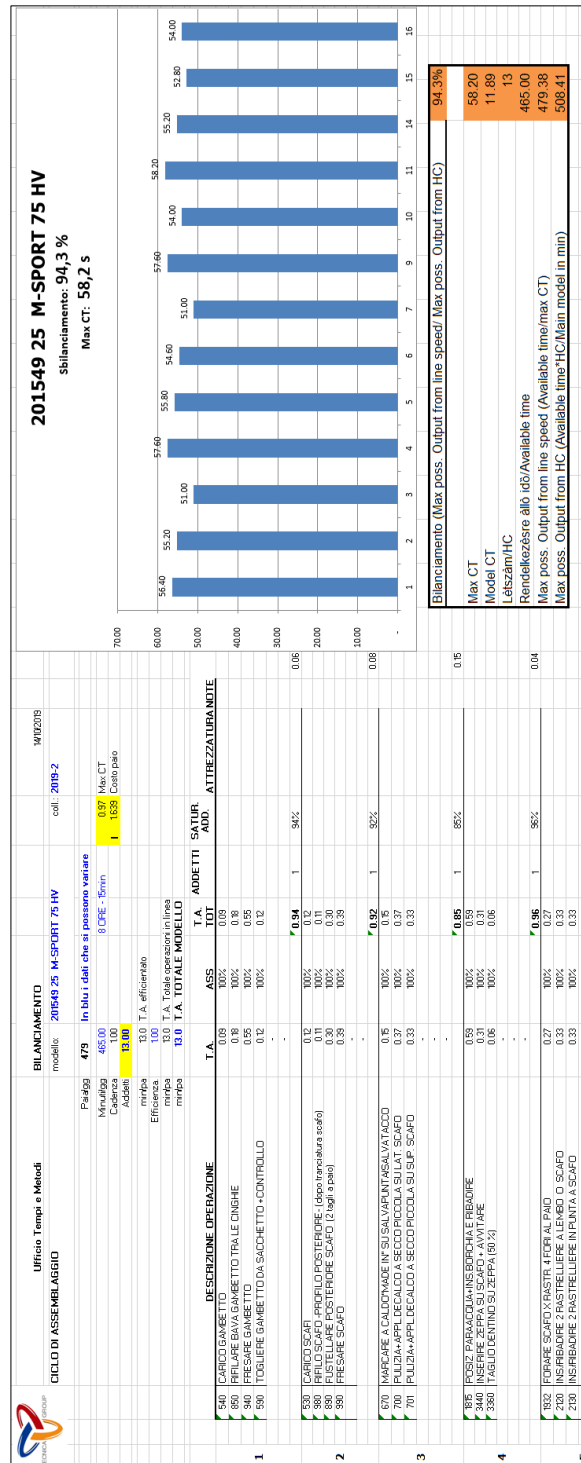 TECNICA GROUP
Ufficio Tempi e Metodi
CICLO DI ASSEMBLAGGIO
BILANCIAMENTO 14/10/2019
modello: 201549 25 M-SPORT 75 HV coll.: 2019-2
Paia/gg 479 In blu i dati che si possono variare
Minuti/gg 465.00 8 ORE - 15min 0.97 Max CT
Cadenza 1.00 1.639 Costo paio
Addetti 13.00
min/pa 13.0 T.A. efficientato
Efficienza 1.00
min/pa 13.0 T.A. Totale operazioni in linea
min/pa 13.0 T.A. TOTALE MODELLO
DESCRIZIONE OPERAZIONE T.A. ASS T.A. TOT ADDETTI SATUR. ADD. ATTREZZATURA NOTE
1
540 CARICO GAMBETTO 0.09 100% 0.09
850 RIFILARE BAVA GAMBETTO TRA LE CINGHIE 0.18 100% 0.18
940 FRESARE GAMBETTO 0.55 100% 0.55
590 TOGLIERE GAMBETTO DA SACCHETTO +CONTROLLO 0.12 100% 0.12
-
-
0.94 1 94% 0.06
2
530 CARICO SCAFI 0.12 100% 0.12
980 RIFILO SCAFO -PROFILO POSTERIORE- (dopo tranciatura scafo) 0.11 100% 0.11
890 FUSTELLARE POSTERIORE SCAFO (2 tagli a paio) 0.30 100% 0.30
990 FRESARE SCAFO 0.39 100% 0.39
-
-
0.92 1 92% 0.08
3
670 MARCARE A CALDO"MADE IN" SU SALVAPUNTA/SALVATACCO 0.15 100% 0.15
700 PULIZIA+APPL DECALCO A SECCO PICCOLA SU LAT. SCAFO 0.37 100% 0.37
701 PULIZIA+APPL DECALCO A SECCO PICCOLA SU SUP. SCAFO 0.33 100% 0.33
-
-
-
0.85 1 85% 0.15
4
1815 POSIZ. PARAACQUA+INS.BORCHIA E RIBADIRE 0.59 100% 0.59
3440 INSERIRE ZEPPA SU SCAFO + AVVITARE 0.31 100% 0.31
3360 TAGLIO DENTINO SU ZEPPA (50 %) 0.06 100% 0.06
-
-
-
0.96 1 96% 0.04
1932 FORARE SCAFO X RASTR. 4 FORI AL PAIO 0.27 100% 0.27
2120 INS/RIBADIRE 2 RASTRELLIERE A LEMBO O SCAFO 0.33 100% 0.33
2130 INS/RIBADIRE 2 RASTRELLIERE IN PUNTA A SCAFO 0.33 100% 0.33
201549 25 M-SPORT 75 HV
sbilanciamento: 94,3 %
Max CT: 58,2 s
70.00
60.00
50.00
40.00
30.00
20.00
10.00
-
56.40 55.20 51.00 57.60 55.80 54.60 51.00 57.60 54.00 58.20 55.20 52.80 54.00
1 2 3 4 5 6 7 9 10 11 14 15 16
Bilanciamento (Max poss. Output from line speed/ Max poss. Output from HC) 94.3%
Max CT 58.20
Model CT 11.89
Létszám/HC 13
Rendelkezèsre àllò idò/Available time 465.00
Max poss. Output from line speed (Available time/max CT) 479.38
Max poss. Output from HC (Available time*HC/Main model in min) 508.41